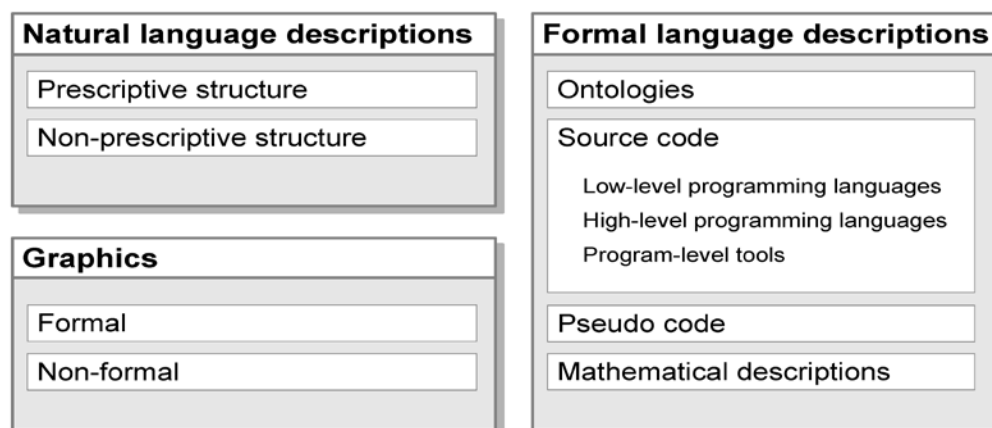 Natural language descriptions
Prescriptive structure
Non-prescriptive structure
Graphics
Formal
Non-formal
Formal language descriptions
Ontologies
Source code
Low-level programming languages
High-level programming languages
Program-level tools
Pseudo code
Mathematical descriptions